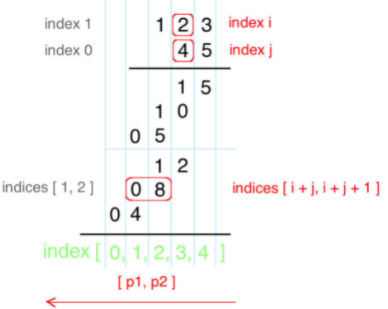 index 1 1 2 3 index i
index 0 4 5 index j
1 5
1 0
0 5
1 2
indices [ 1, 2 ] 0 8 indices [ i + j, i + j + 1 ]
0 4
index [ 0, 1, 2, 3, 4 ]
[ p1, p2 ]